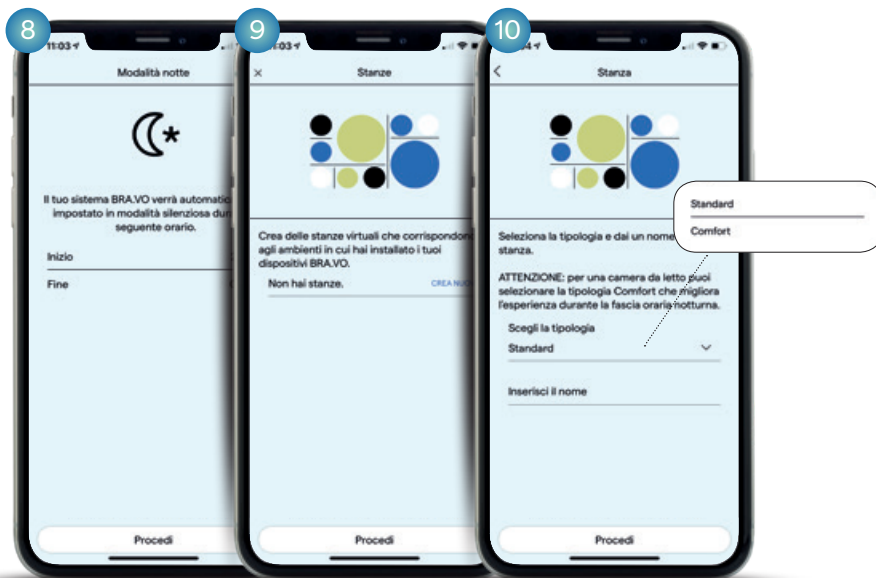 8
11:03
Modalità notte
Il tuo sistema BRA.VO verrà
impostato in modalità silenziosa
seguente orario.
Inizio
Fine
Procedi
9
Stanze
Crea delle stanze virtuali che corrispondono
agli ambienti in cui hai installato i tuoi
dispositivi BRA.VO.
Non hai stanze.
CREA
Procedi
10
Stanza
Seleziona la tipologia e dai un nome
stanza.
ATTENZIONE: per una camera da letto puoi
selezionare la tipologia Comfort che migliora
l'esperienza durante la fascia oraria notturna.
Scegli la tipologia
Standard
Inserisci il nome
Procedi
Standard
Comfort